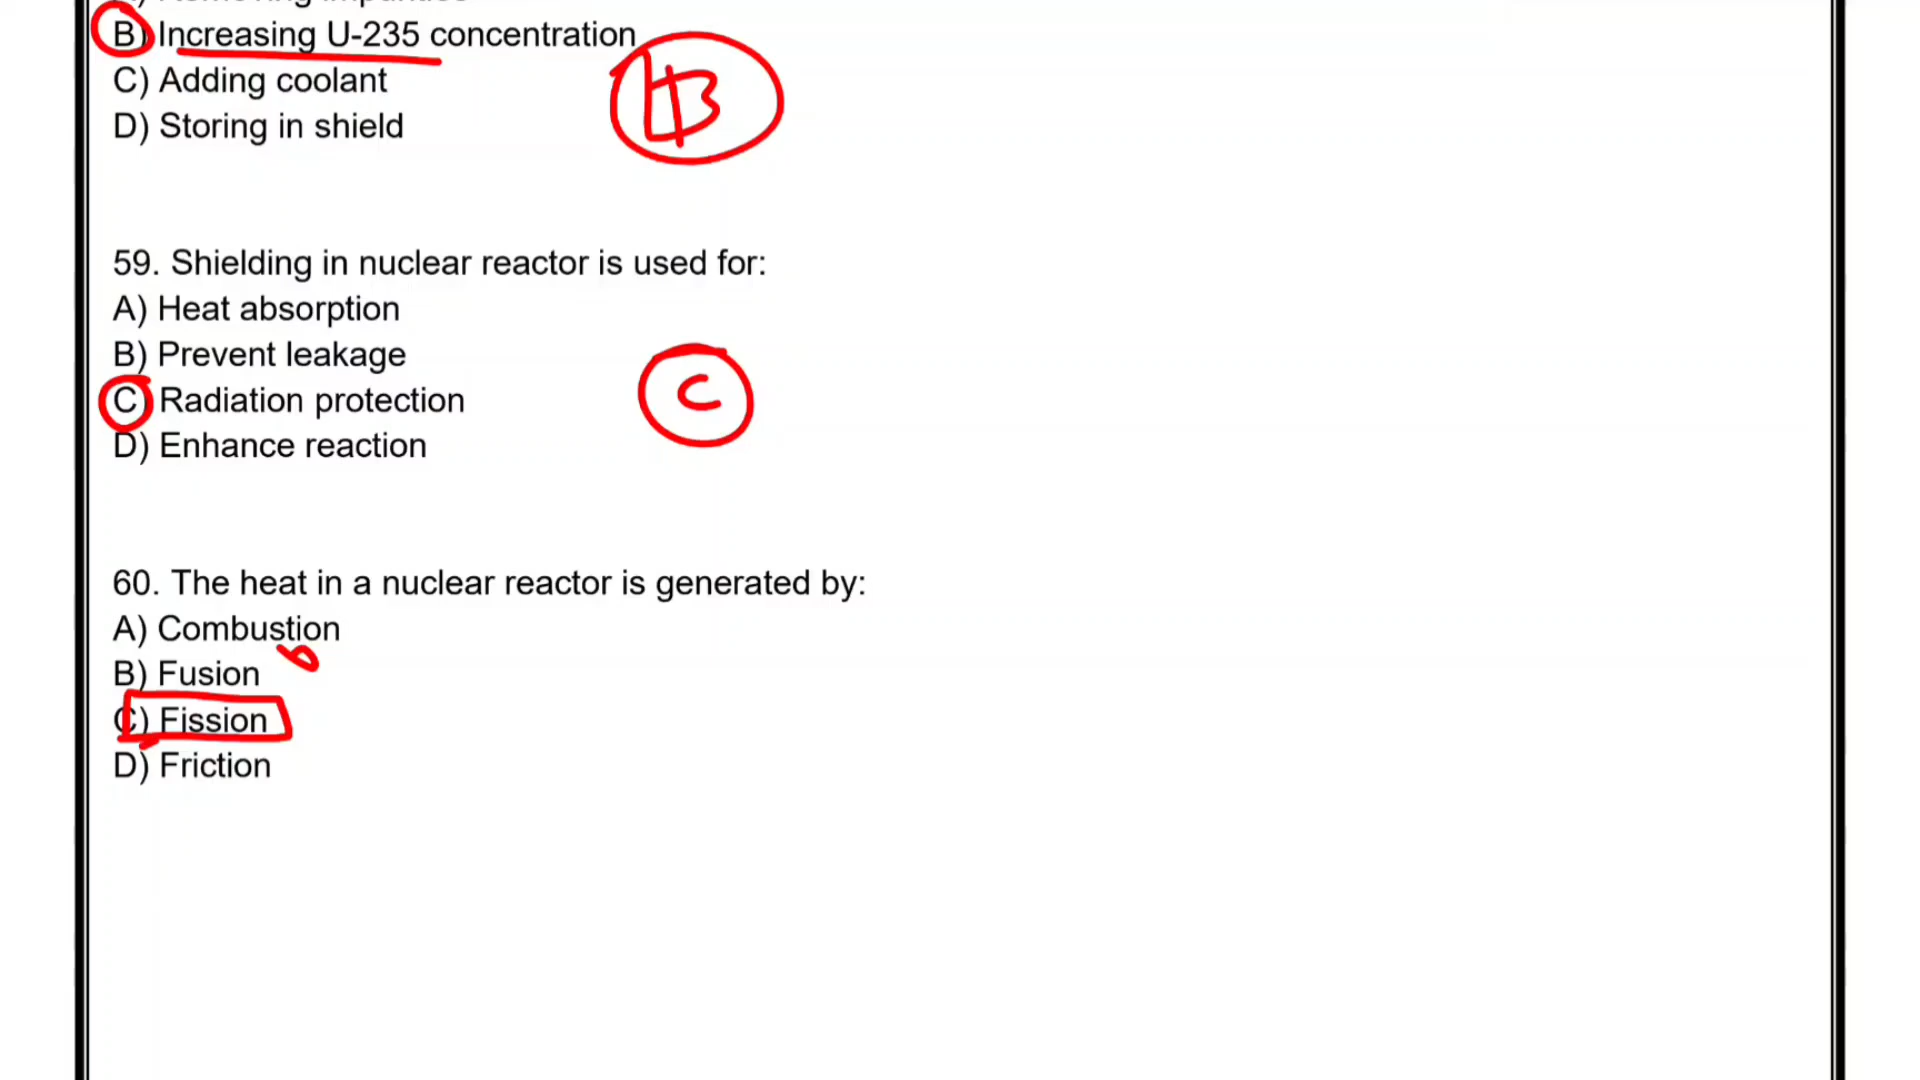 B) Increasing U-235 concentration
C) Adding coolant
B
D) Storing in shield
59. Shielding in nuclear reactor is used for:
A) Heat absorption
B) Prevent leakage
C) Radiation protection
C
D) Enhance reaction
60. The heat in a nuclear reactor is generated by:
A) Combustion
B) Fusion
C) Fission
D) Friction